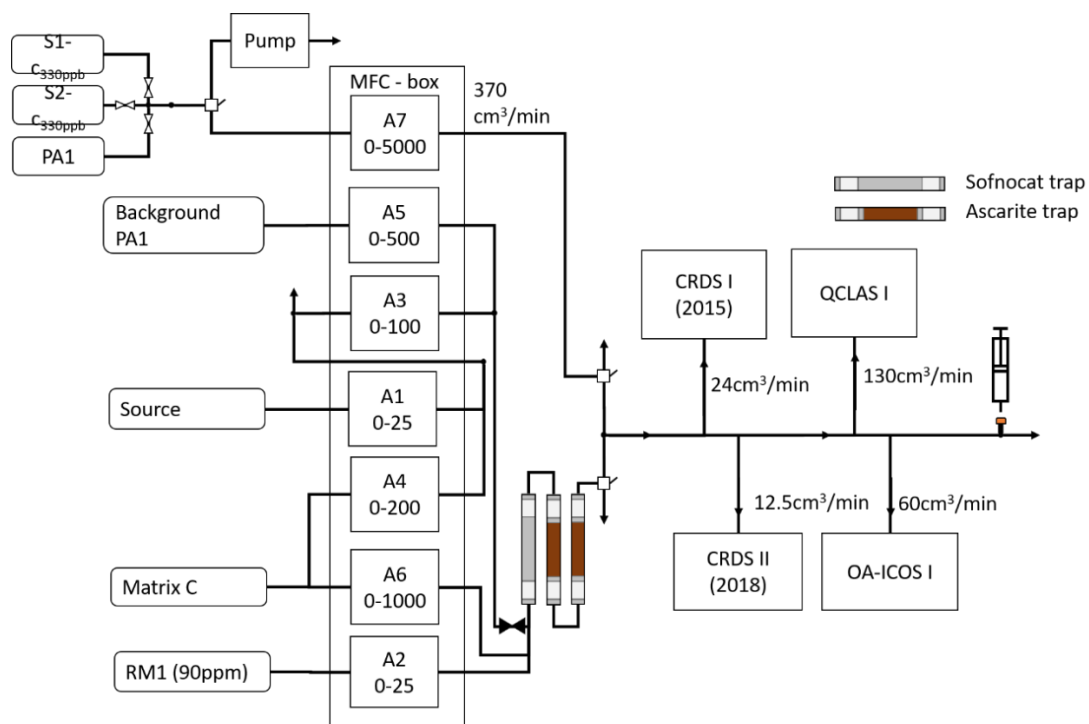 S1-
c330ppb
S2-
c330ppb
PA1
Pump
MFC - box
370
cm³/min
A7
0-5000
Background
PA1
A5
0-500
A3
0-100
Source
A1
0-25
A4
0-200
Matrix C
A6
0-1000
RM1 (90ppm)
A2
0-25
Sofnocat trap
Ascarite trap
CRDS I
(2015)
QCLAS I
24cm³/min
130cm³/min
12.5cm³/min
60cm³/min
CRDS II
(2018)
OA-ICOS I